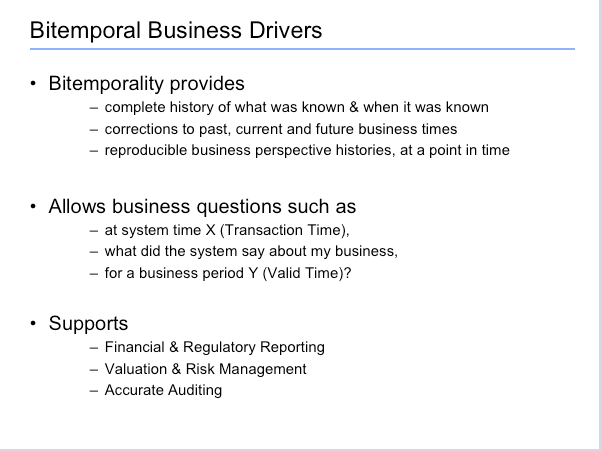 Bitemporal Business Drivers
• Bitemporality provides
– complete history of what was known & when it was known
– corrections to past, current and future business times
– reproducible business perspective histories, at a point in time
• Allows business questions such as
– at system time X (Transaction Time),
– what did the system say about my business,
– for a business period Y (Valid Time)?
• Supports
– Financial & Regulatory Reporting
– Valuation & Risk Management
– Accurate Auditing